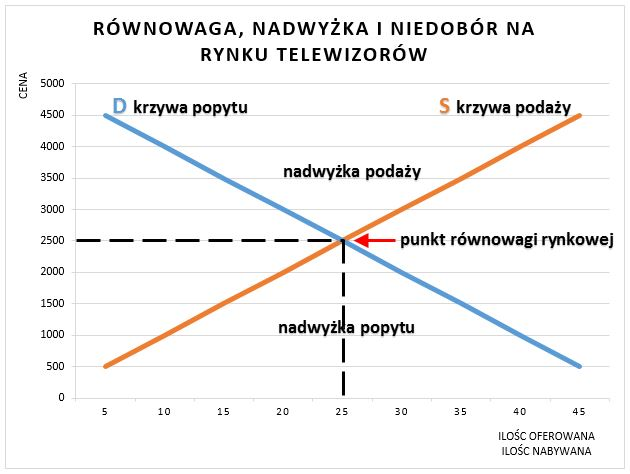 RÓWNOWAGA, NADWYŻKA I NIEDOBÓR NA
RYNKU TELEWIZORÓW
CENA
5000
4500
4000
3500
3000
2500
2000
1500
1000
500
0
D krzywa popytu
S krzywa podaży
nadwyżka podaży
punkt równowagi rynkowej
nadwyżka popytu
5 10 15 20 25 30 35 40 45
ILOŚĆ OFEROWANA
ILOŚĆ NABYWANA